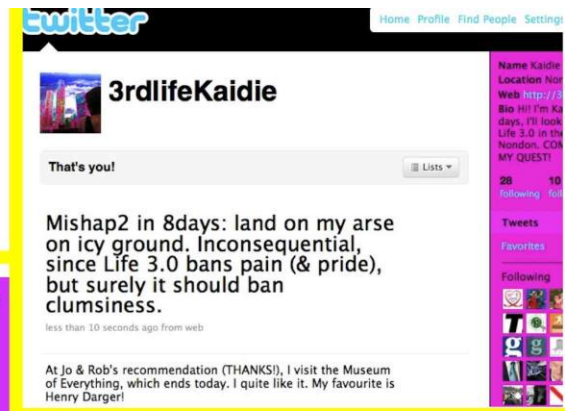 twitter
Home Profile Find People Settings
3rdlifeKaidie
Name Kaidie
Location
Web http://3
Bio Hi! I'm
days, I'll look
Life 3.0 in the
Nondon.
MY QUEST!
That's you!
Lists
28 10
following
Mishap2 in 8days: land on my arse
on icy ground. Inconsequential,
since Life 3.0 bans pain (& pride),
but surely it should ban
clumsiness.
less than 10 seconds ago from web
Tweets
Favorites
Following
At Jo & Rob's recommendation (THANKS!), I visit the Museum
of Everything, which ends today. I quite like it. My favourite is
Henry Darger!